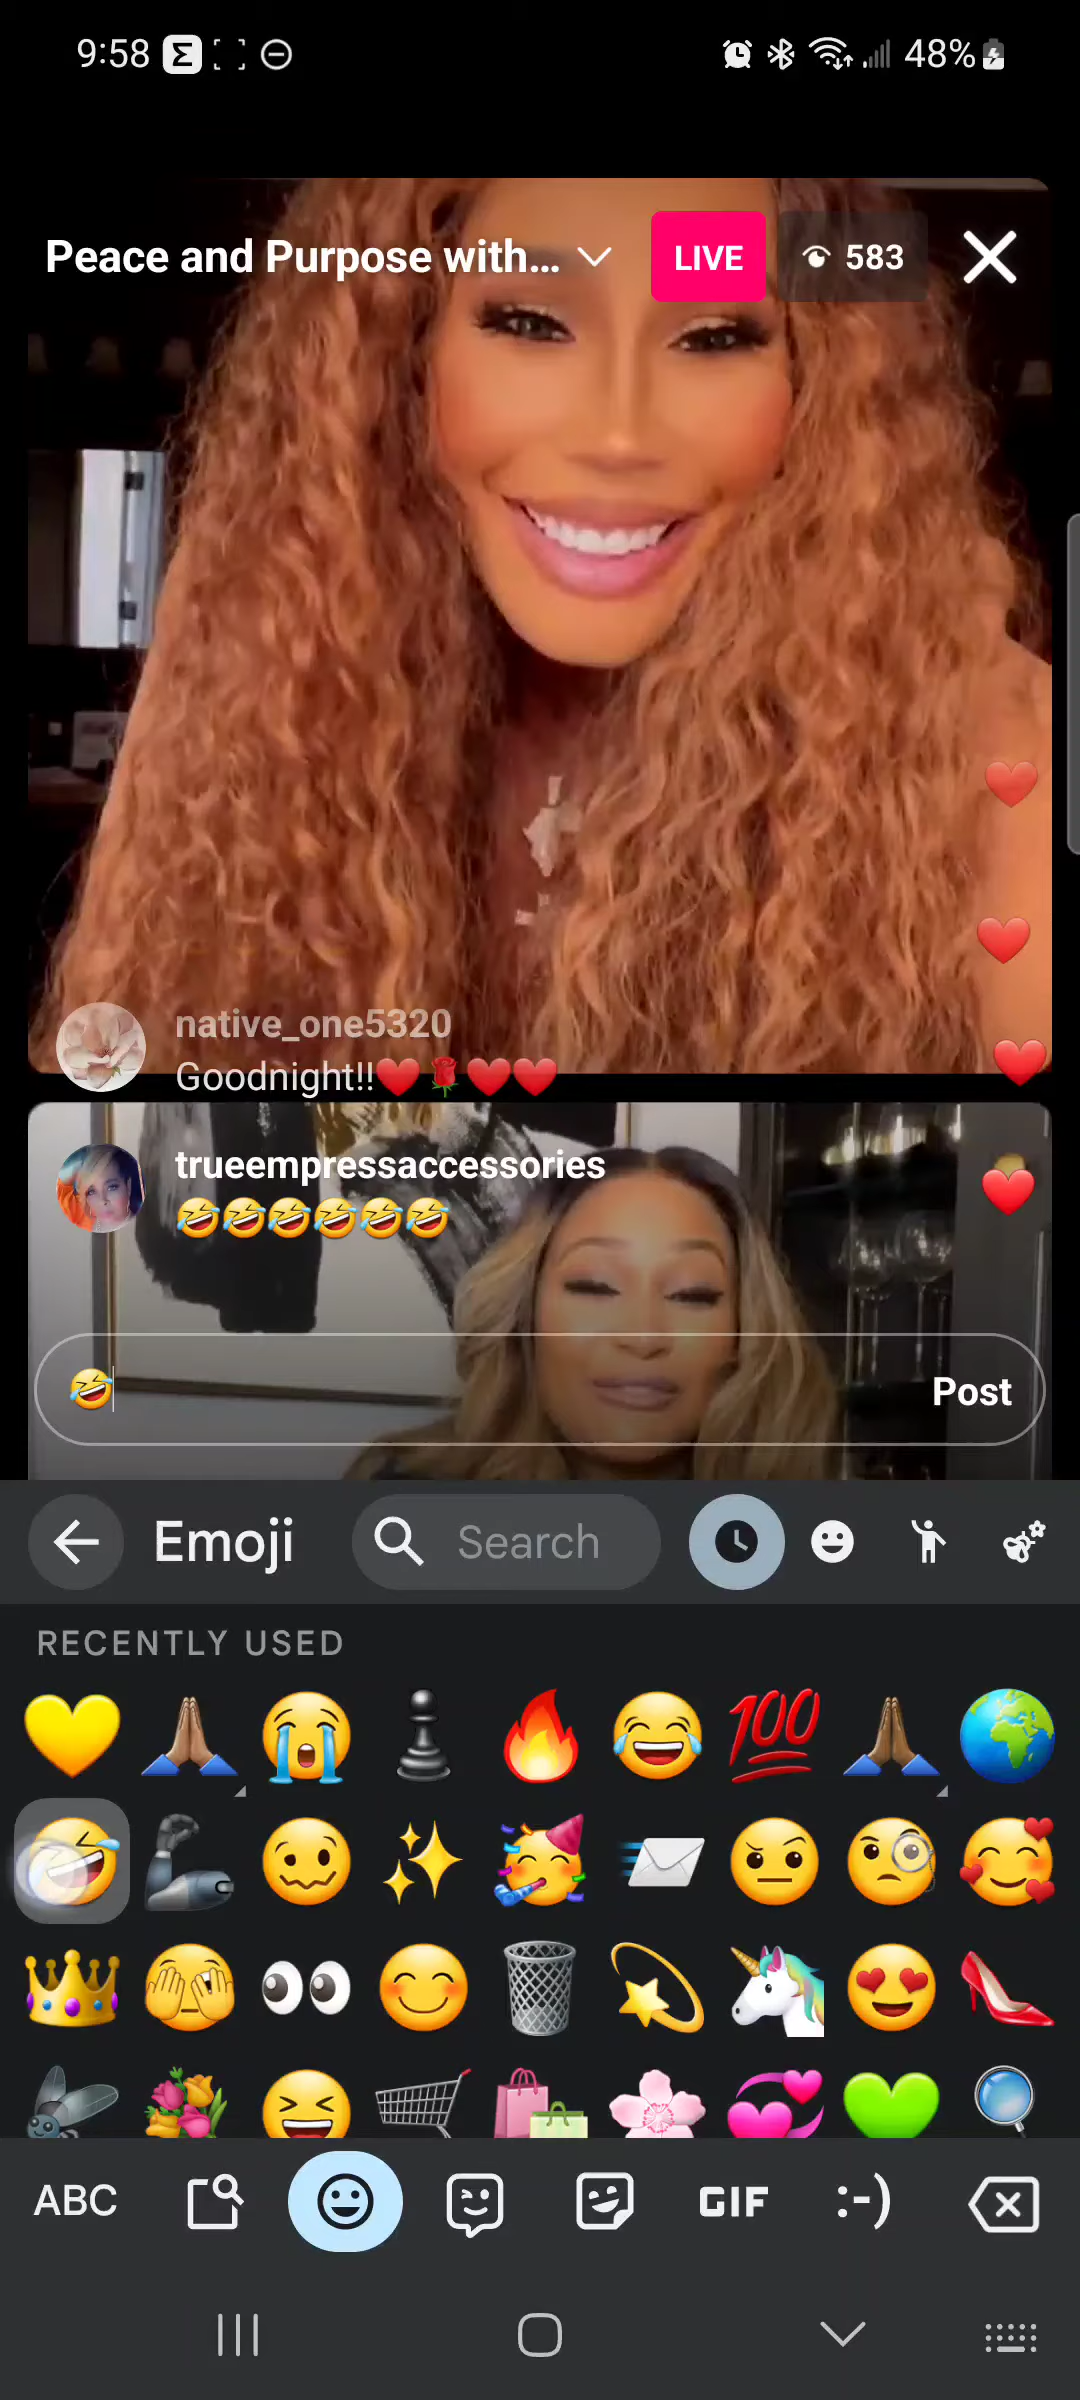 9:58
48%
Peace and Purpose with...
LIVE
583
native_one5320
Goodnight!!❤️🌹❤️❤️
trueempressaccessories
🤣🤣🤣🤣🤣🤣
🤣
Post
Emoji
Search
RECENTLY USED
100
ABC
GIF
:-)